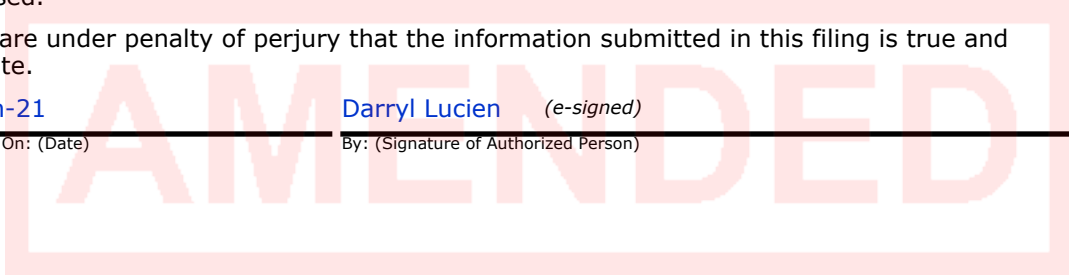 are under penalty of perjury that the information submitted in this filing is true and
te.
-21 Darryl Lucien (e-signed)
On: (Date) By: (Signature of Authorized Person)
AMENDED